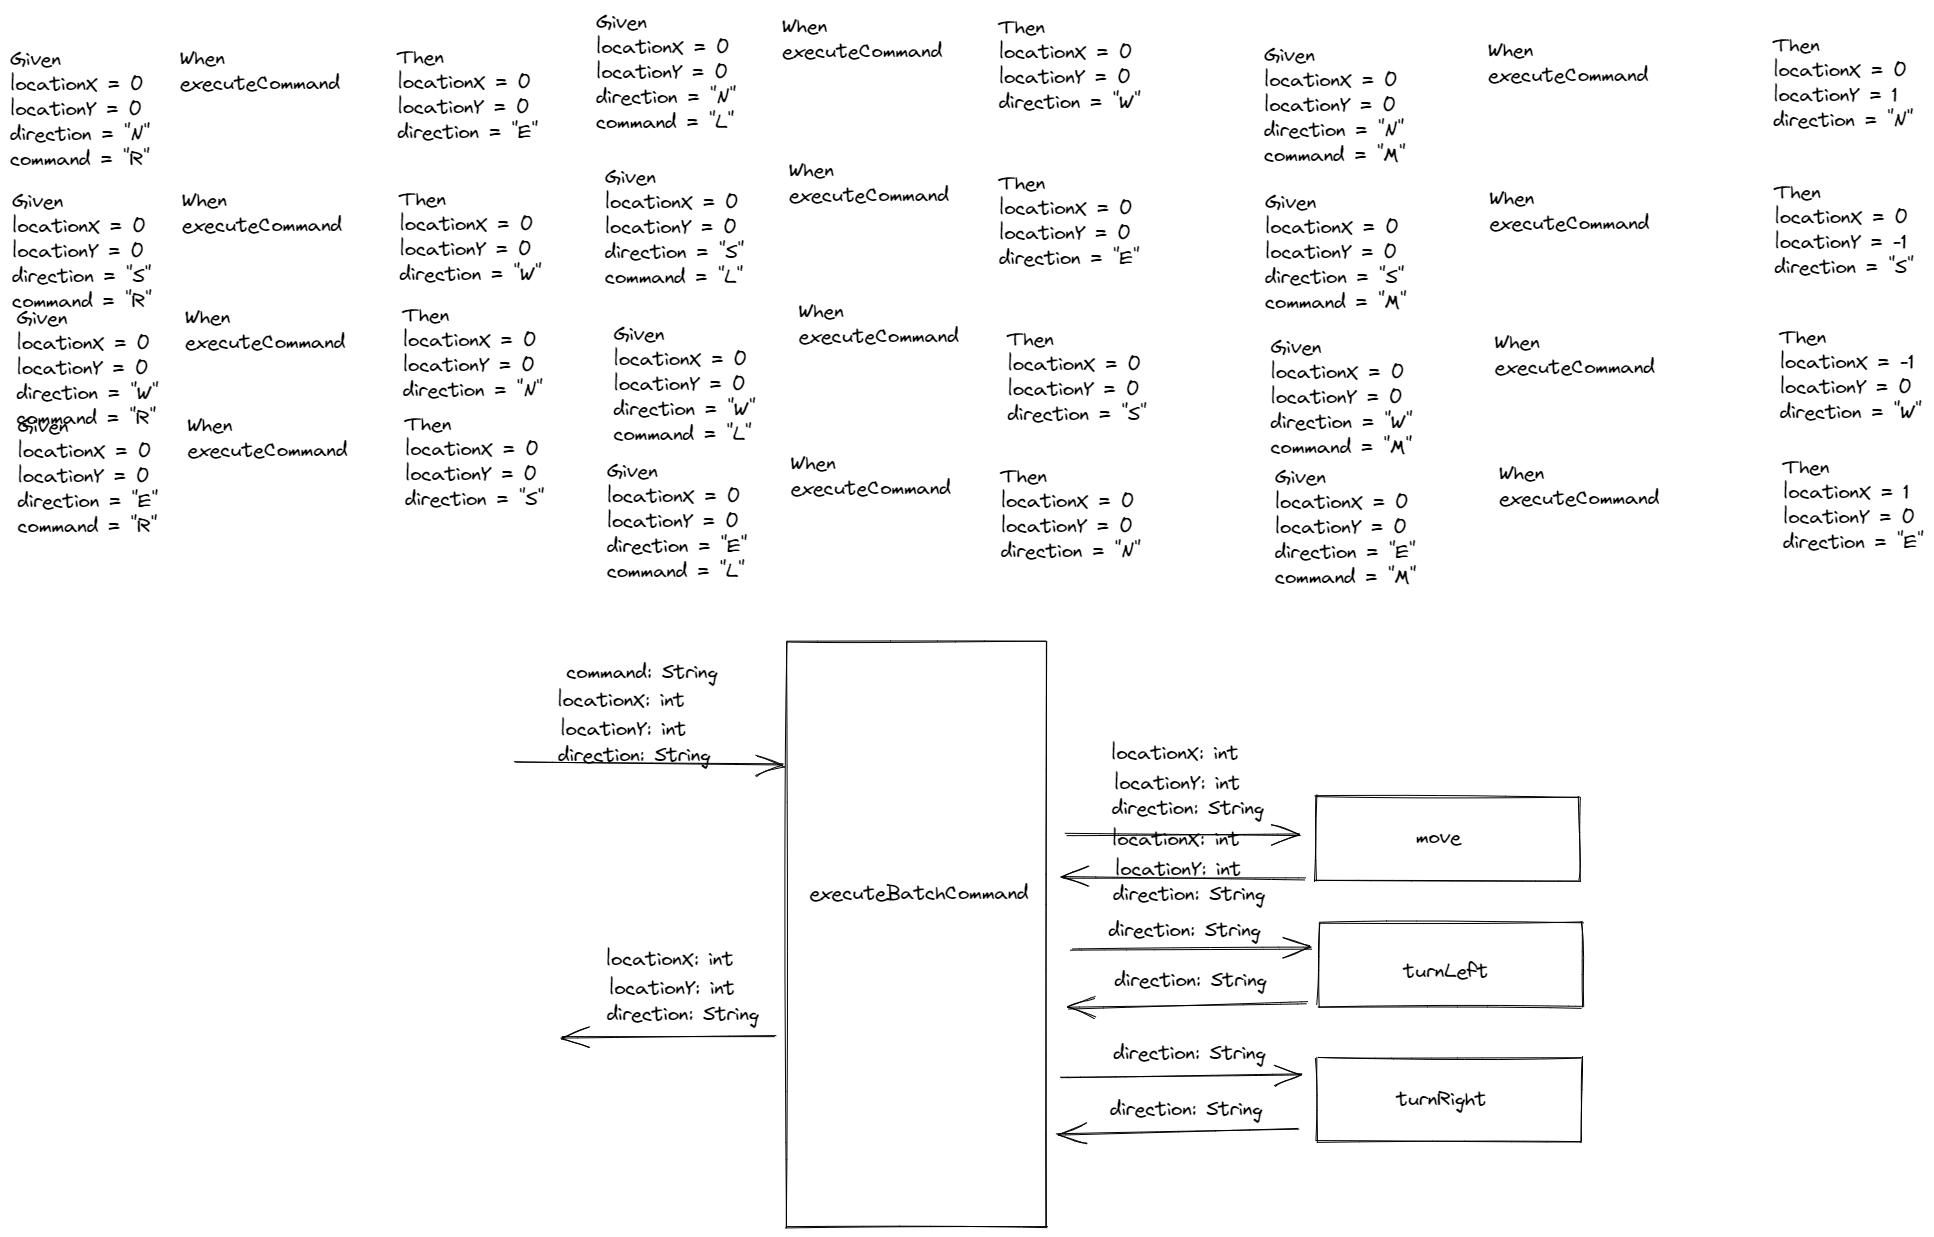 Given
locationX = 0
locationY = 0
direction = "N"
command = "R"
When
executeCommand
Then
locationX = 0
locationY = 0
direction = "E"
Given
locationX = 0
locationY = 0
direction = "S"
command = "R"
When
executeCommand
Then
locationX = 0
locationY = 0
direction = "W"
Given
locationX = 0
locationY = 0
direction = "W"
command = "R"
When
executeCommand
Then
locationX = 0
locationY = 0
direction = "N"
Given
locationX = 0
locationY = 0
direction = "E"
command = "R"
When
executeCommand
Then
locationX = 0
locationY = 0
direction = "S"
Given
locationX = 0
locationY = 0
direction = "N"
command = "L"
When
executeCommand
Then
locationX = 0
locationY = 0
direction = "W"
Given
locationX = 0
locationY = 0
direction = "S"
command = "L"
When
executeCommand
Then
locationX = 0
locationY = 0
direction = "E"
Given
locationX = 0
locationY = 0
direction = "W"
command = "L"
When
executeCommand
Then
locationX = 0
locationY = 0
direction = "S"
Given
locationX = 0
locationY = 0
direction = "E"
command = "L"
When
executeCommand
Then
locationX = 0
locationY = 0
direction = "N"
Given
locationX = 0
locationY = 0
direction = "N"
command = "M"
When
executeCommand
Then
locationX = 0
locationY = 1
direction = "N"
Given
locationX = 0
locationY = 0
direction = "S"
command = "M"
When
executeCommand
Then
locationX = 0
locationY = -1
direction = "S"
Given
locationX = 0
locationY = 0
direction = "W"
command = "M"
When
executeCommand
Then
locationX = -1
locationY = 0
direction = "W"
Given
locationX = 0
locationY = 0
direction = "E"
command = "M"
When
executeCommand
Then
locationX = 1
locationY = 0
direction = "E"
command: String
locationX: int
locationY: int
direction: String
executeBatchCommand
locationX: int
locationY: int
direction: String
locationX: int
locationY: int
direction: String
move
locationX: int
locationY: int
direction: String
direction: String
direction: String
turnLeft
direction: String
direction: String
turnRight